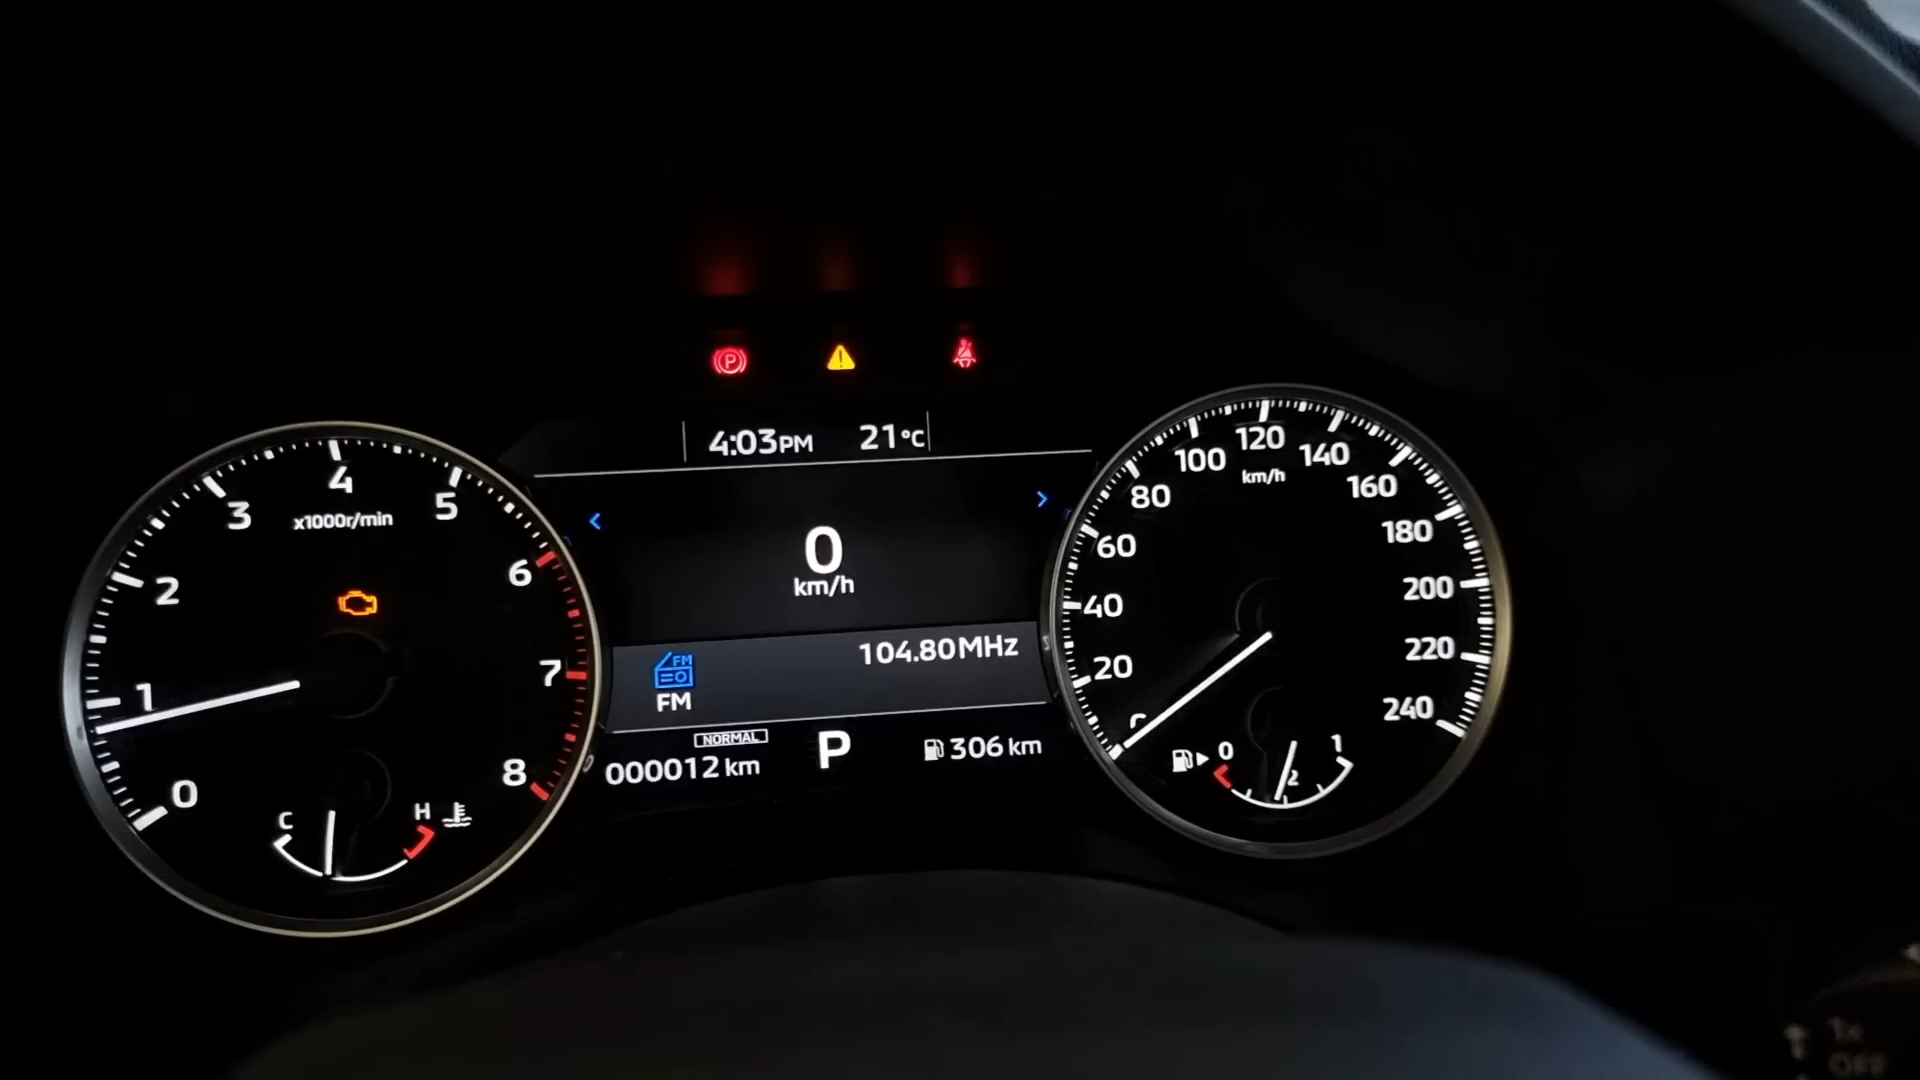 4:03PM 21°C
0
km/h
104.80MHz
FM
FM
NORMAL
000012 km
P
306 km
0
1
2
3
4
5
6
7
8
x1000r/min
C
H
20
40
60
80
100
120
140
160
180
200
220
240
km/h
0
2
1
P
!
1x
OFF